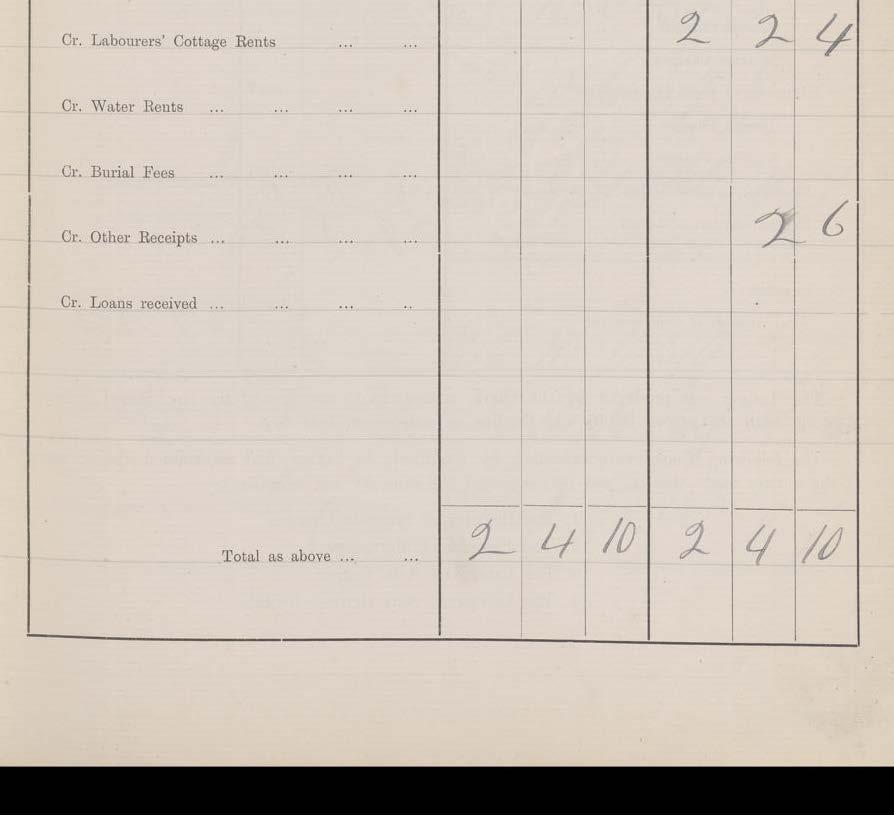 Cr. Labourers' Cottage Rents ... ... 2 2 4
Cr. Water Rents ... ... ... ...
Cr. Burial Fees ... ... ... ...
Cr. Other Receipts ... ... ... ... 2 6
Cr. Loans received ... ... ... ..
Total as above ... ... 2 4 10 2 4 10